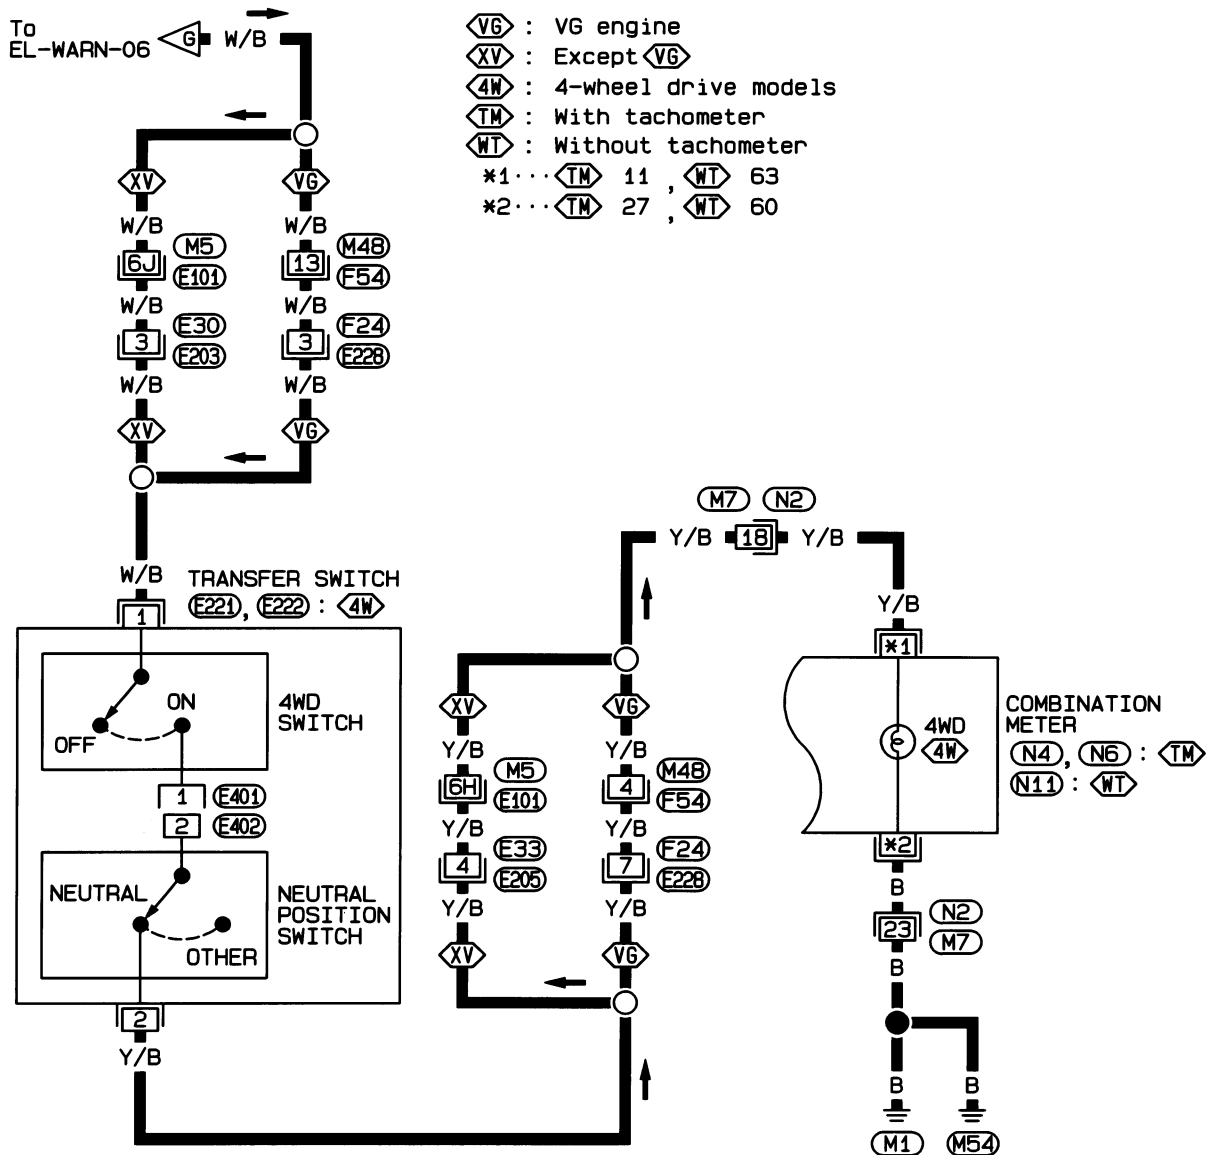 To
EL-WARN-06 G W/B
VG : VG engine
XV : Except VG
4W : 4-wheel drive models
TM : With tachometer
WT : Without tachometer
*1··· TM 11 , WT 63
*2··· TM 27 , WT 60
XV VG
W/B W/B
6J M5 E101 13 M48 F54
W/B W/B
3 E30 E203 3 F24 E228
W/B W/B
XV VG
W/B
TRANSFER SWITCH
1 E221, E222 : 4W
ON
OFF
4WD
SWITCH
1 E401
2 E402
NEUTRAL
OTHER
NEUTRAL
POSITION
SWITCH
2
Y/B
XV VG
Y/B Y/B
6H M5 E101 4 M48 F54
Y/B Y/B
4 E33 E205 7 F24 E228
Y/B Y/B
XV VG
M7 N2
Y/B 18 Y/B
Y/B
*1
4WD
4W
COMBINATION
METER
N4, N6 : TM
N11 : WT
*2
B
23 N2
M7
B
B B
M1 M54